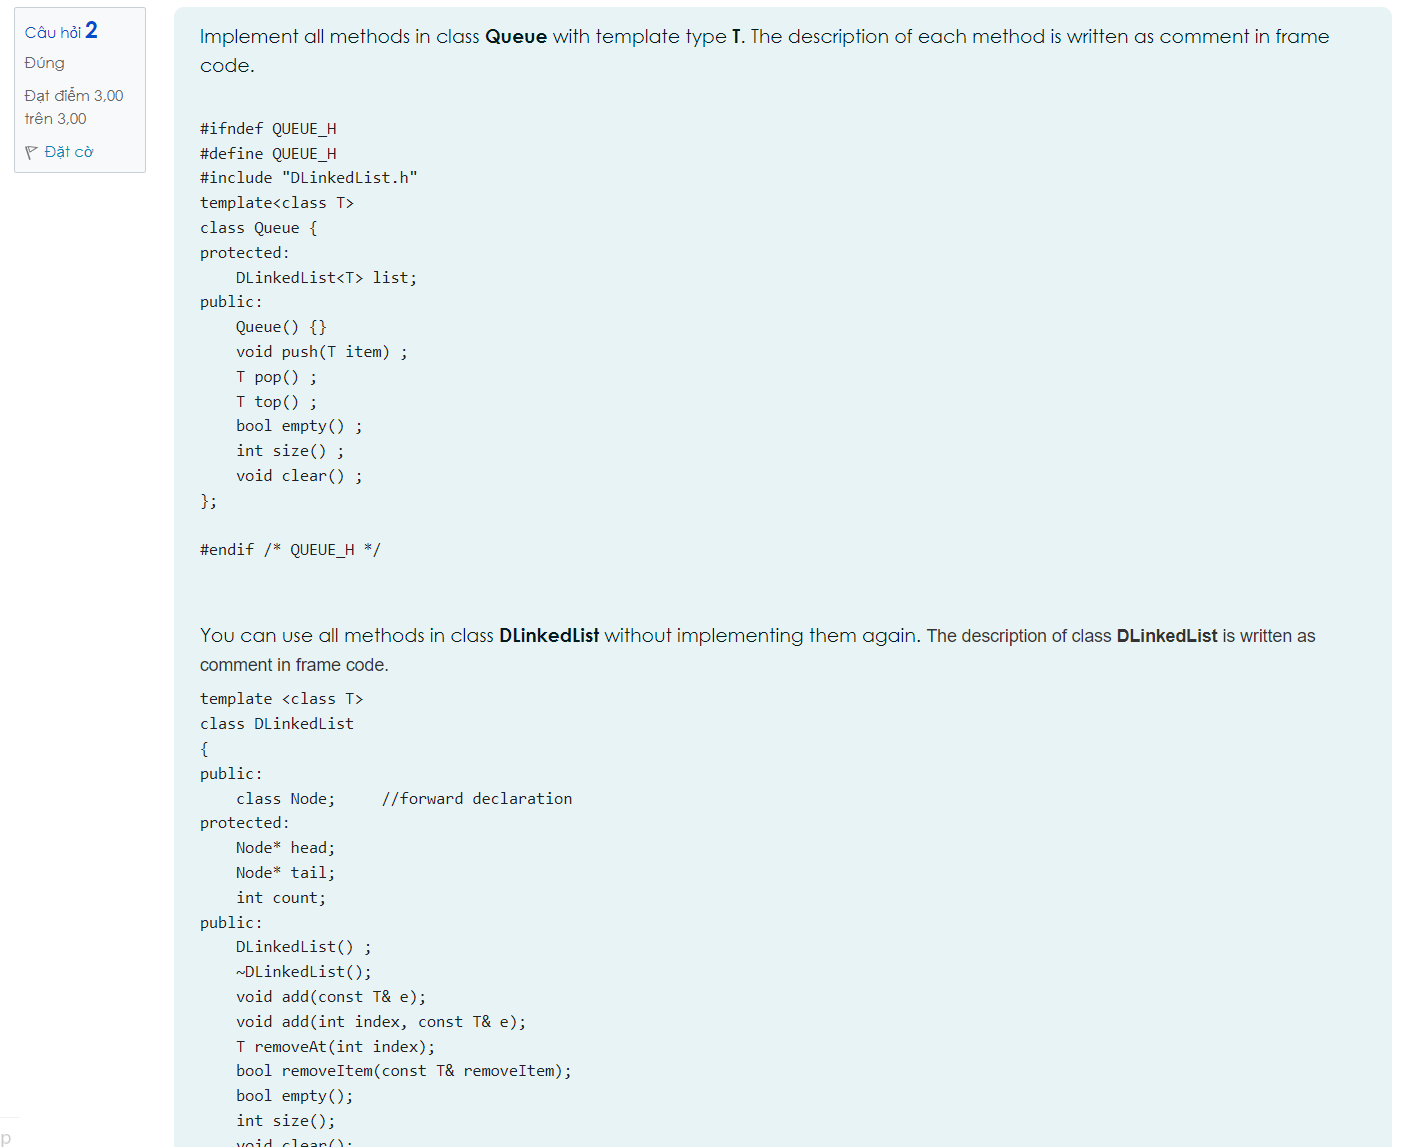 Câu hỏi 2
Đúng
Đạt điểm 3,00
trên 3,00
Đặt cờ
Implement all methods in class Queue with template type T. The description of each method is written as comment in frame
code.
#ifndef QUEUE_H
#define QUEUE_H
#include "DLinkedList.h"
template<class T>
class Queue {
protected:
    DLinkedList<T> list;
public:
    Queue() {}
    void push(T item) ;
    T pop() ;
    T top() ;
    bool empty() ;
    int size() ;
    void clear() ;
};
#endif /* QUEUE_H */
You can use all methods in class DLinkedList without implementing them again. The description of class DLinkedList is written as
comment in frame code.
template <class T>
class DLinkedList
{
public:
    class Node;     //forward declaration
protected:
    Node* head;
    Node* tail;
    int count;
public:
    DLinkedList() ;
    ~DLinkedList();
    void add(const T& e);
    void add(int index, const T& e);
    T removeAt(int index);
    bool removeItem(const T& removeItem);
    bool empty();
    int size();
    void clear();
p